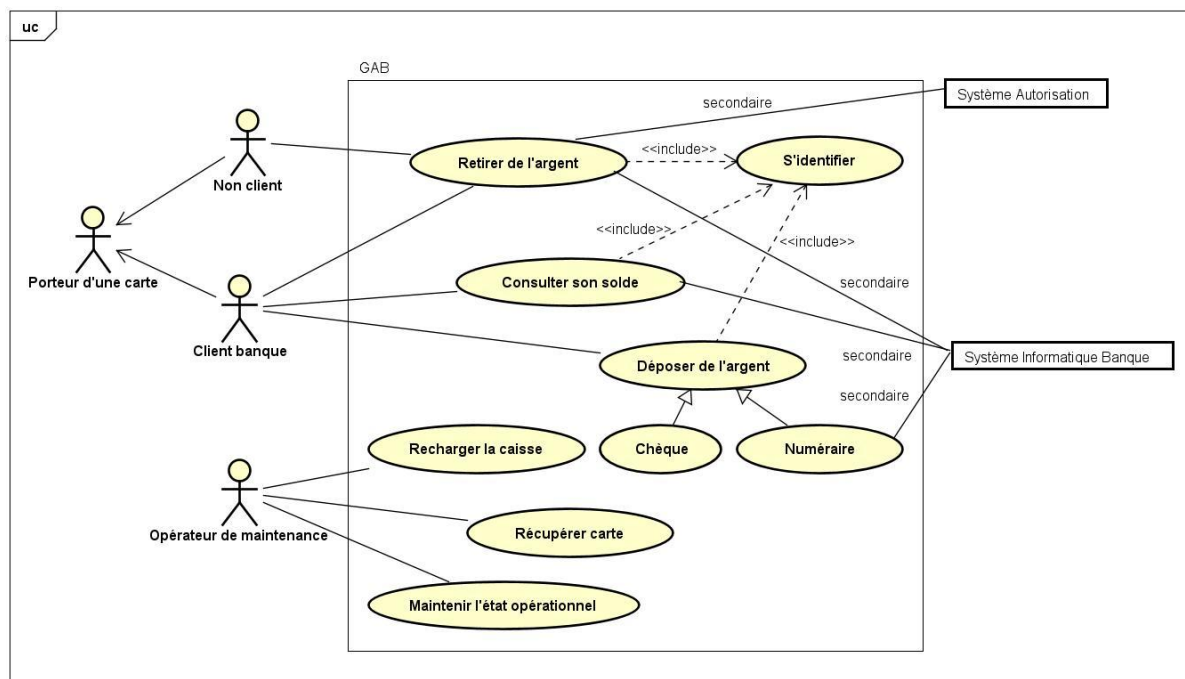 uc
GAB
Système Autorisation
secondaire
<<include>>
S'identifier
Retirer de l'argent
Non client
Porteur d'une carte
<<include>>
<<include>>
Consulter son solde
secondaire
Client banque
Déposer de l'argent
secondaire
Système Informatique Banque
secondaire
Recharger la caisse
Chèque
Numéraire
Opérateur de maintenance
Récupérer carte
Maintenir l'état opérationnel